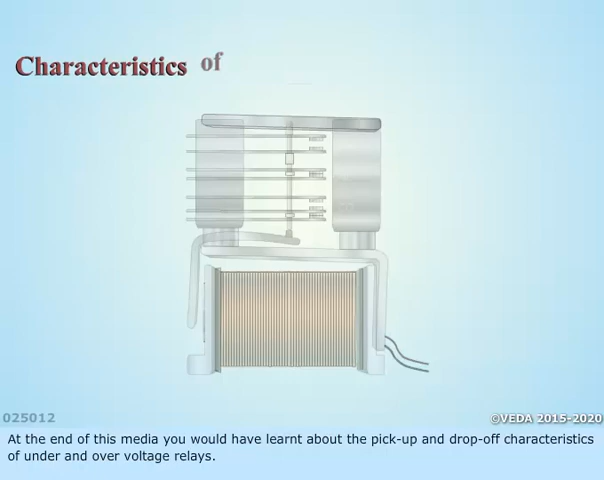 Characteristics of
025012
©VEDA 2015-2020
At the end of this media you would have learnt about the pick-up and drop-off characteristics
of under and over voltage relays.